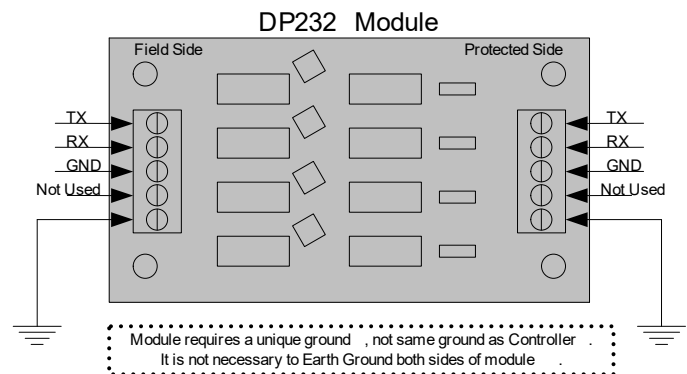 DP232 Module
Field Side Protected Side
TX TX
RX RX
GND GND
Not Used Not Used
Module requires a unique ground , not same ground as Controller .
It is not necessary to Earth Ground both sides of module .